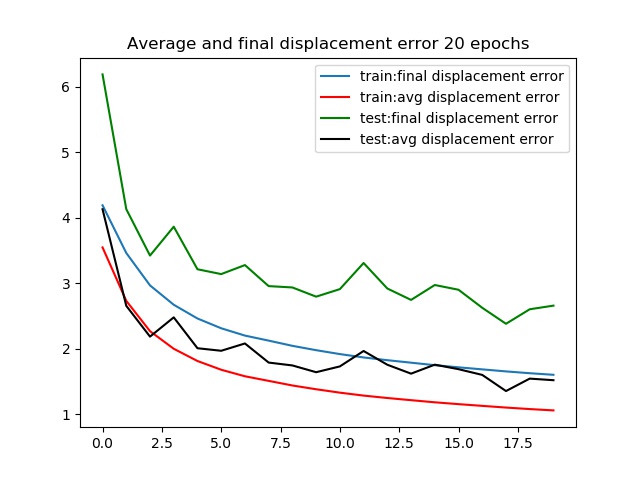 Average and final displacement error 20 epochs
train:final displacement error
train:avg displacement error
test:final displacement error
test:avg displacement error
6
5
4
3
2
1
0.0 2.5 5.0 7.5 10.0 12.5 15.0 17.5